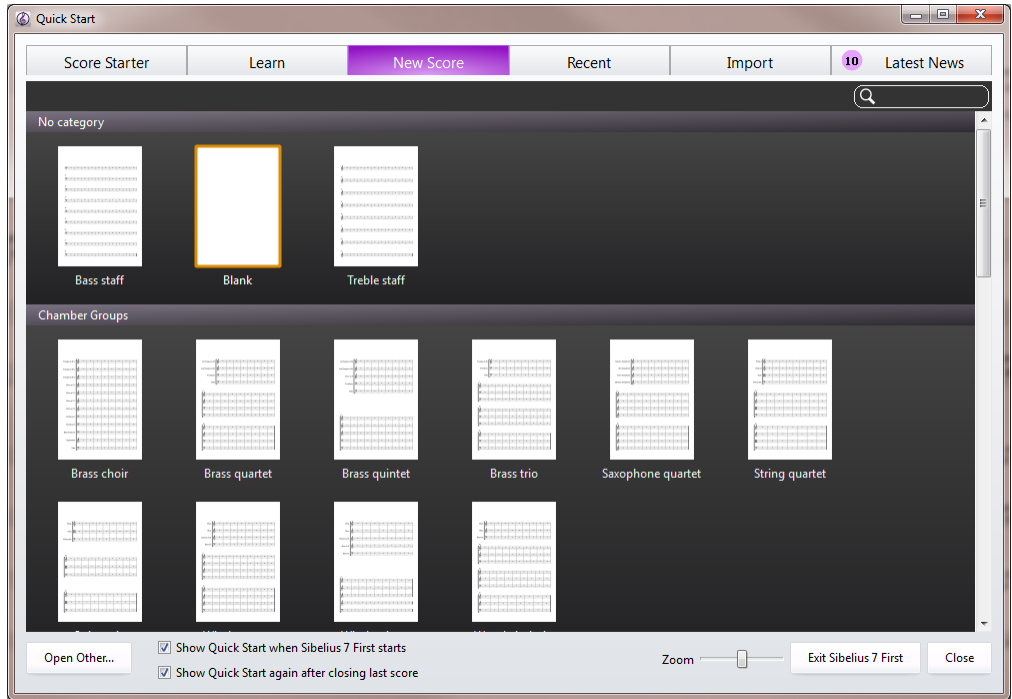 Quick Start
Score Starter Learn New Score Recent Import 10 Latest News
No category
Bass staff Blank Treble staff
Chamber Groups
Brass choir Brass quartet Brass quintet Brass trio Saxophone quartet String quartet
Open Other...
Show Quick Start when Sibelius 7 First starts
Show Quick Start again after closing last score
Zoom
Exit Sibelius 7 First
Close